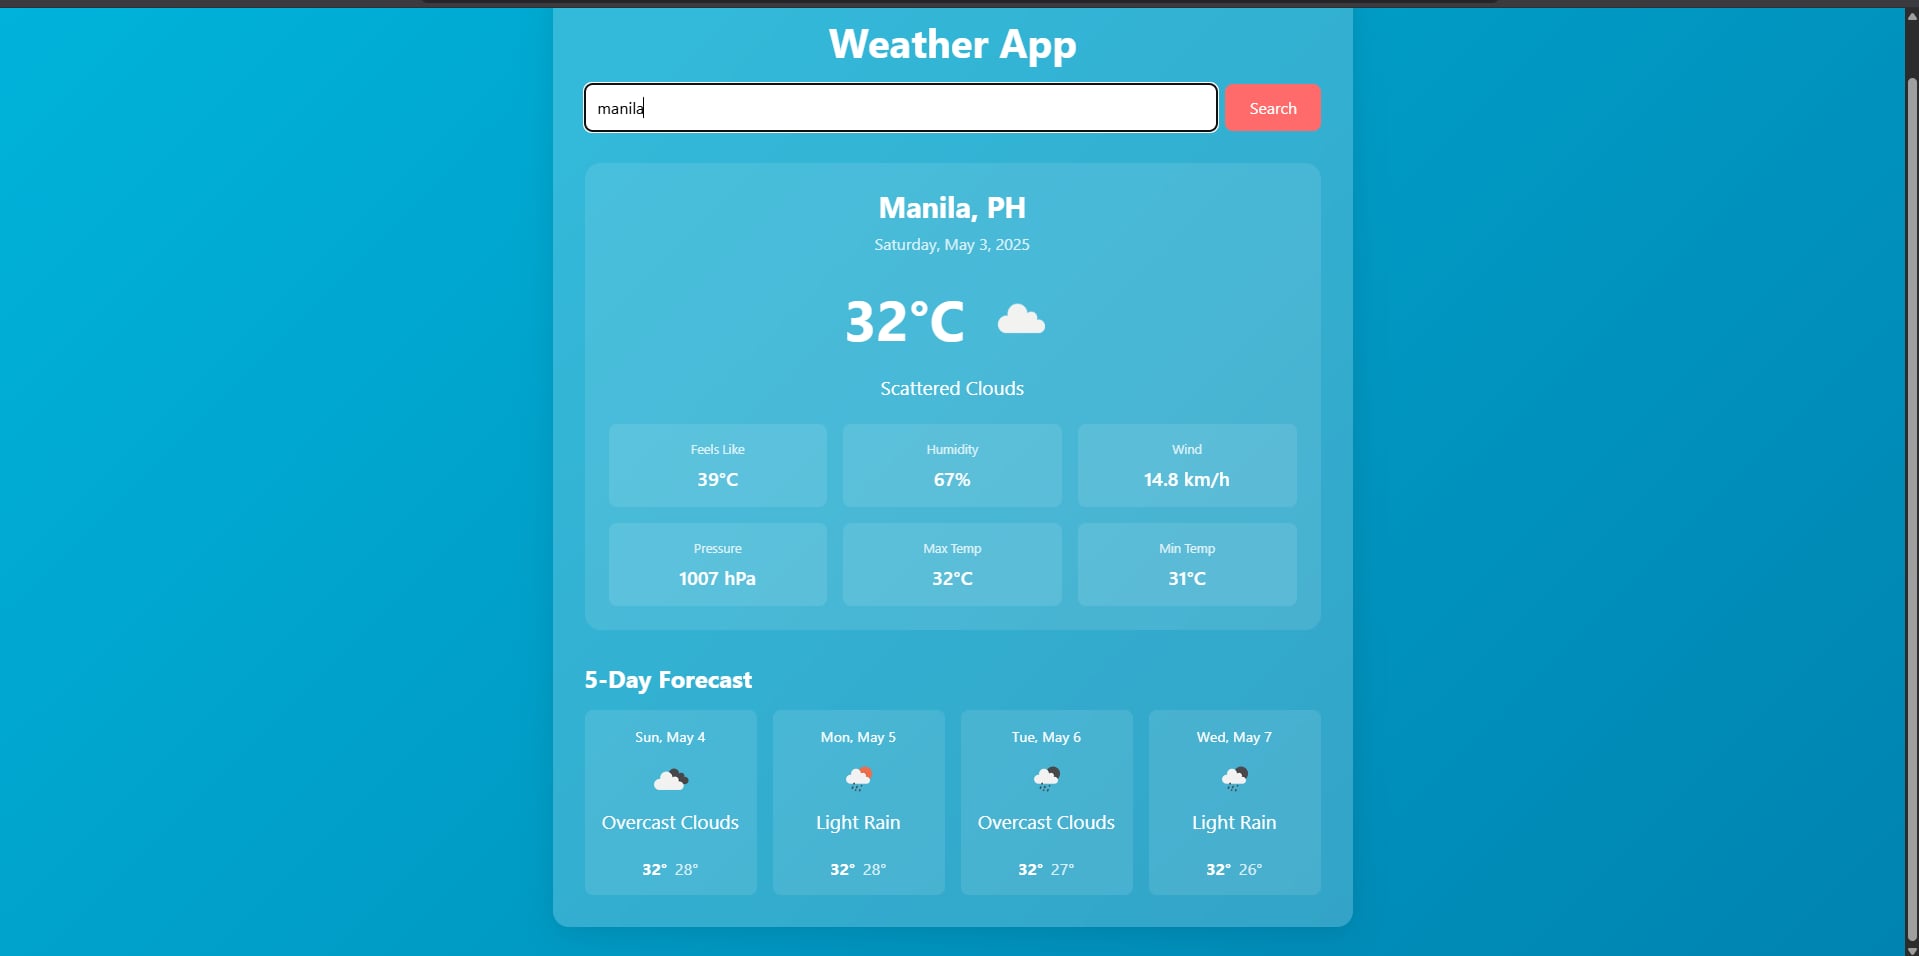 Weather App
manila
Search
Manila, PH
Saturday, May 3, 2025
32°C
Scattered Clouds
Feels Like
39°C
Humidity
67%
Wind
14.8 km/h
Pressure
1007 hPa
Max Temp
32°C
Min Temp
31°C
5-Day Forecast
Sun, May 4
Overcast Clouds
32° 28°
Mon, May 5
Light Rain
32° 28°
Tue, May 6
Overcast Clouds
32° 27°
Wed, May 7
Light Rain
32° 26°